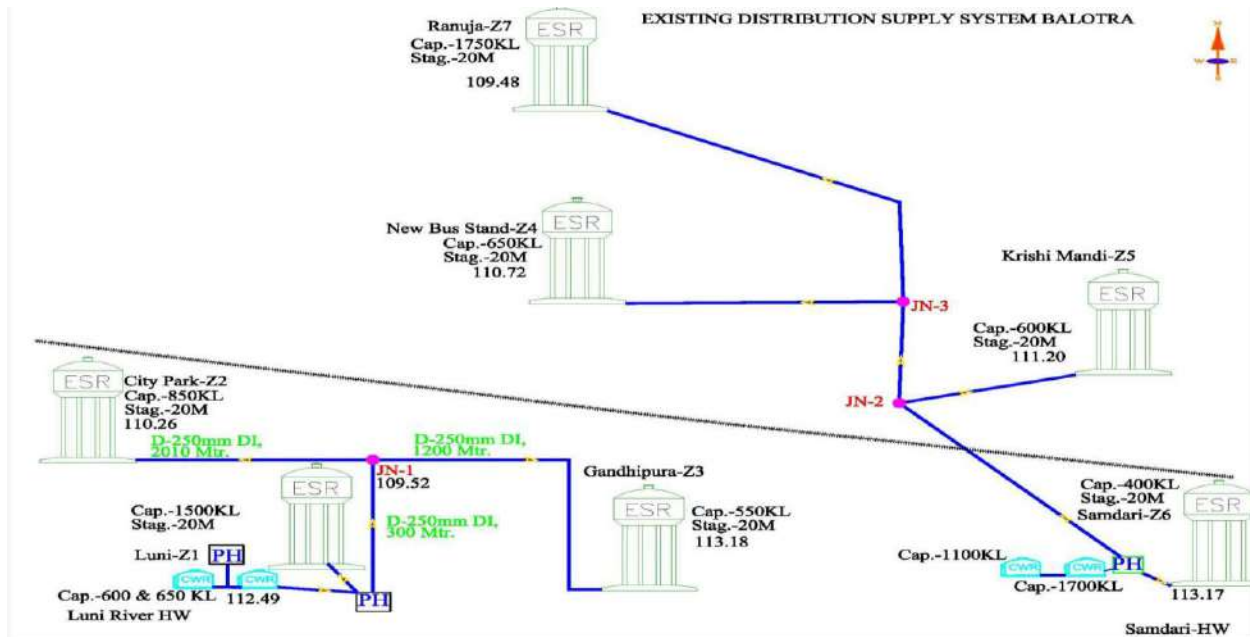 EXISTING DISTRIBUTION SUPPLY SYSTEM BALOTRA
N
W
E
S
Ranuja-Z7
Cap.-1750KL
Stag.-20M
109.48
ESR
New Bus Stand-Z4
Cap.-650KL
Stag.-20M
110.72
ESR
Krishi Mandi-Z5
Cap.-600KL
Stag.-20M
111.20
ESR
JN-3
JN-2
ESR
City Park-Z2
Cap.-850KL
Stag.-20M
110.26
D-250mm DI,
2010 Mtr.
D-250mm DI,
1200 Mtr.
JN-1
109.52
Gandhipura-Z3
Cap.-550KL
Stag.-20M
113.18
ESR
Cap.-1500KL
Stag.-20M
ESR
D-250mm DI,
300 Mtr.
Luni-Z1
PH
CWR
CWR
Cap.-600 & 650 KL
112.49
PH
Luni River HW
Cap.-400KL
Stag.-20M
Samdari-Z6
ESR
Cap.-1100KL
CWR
CWR
PH
Cap.-1700KL
113.17
Samdari-HW